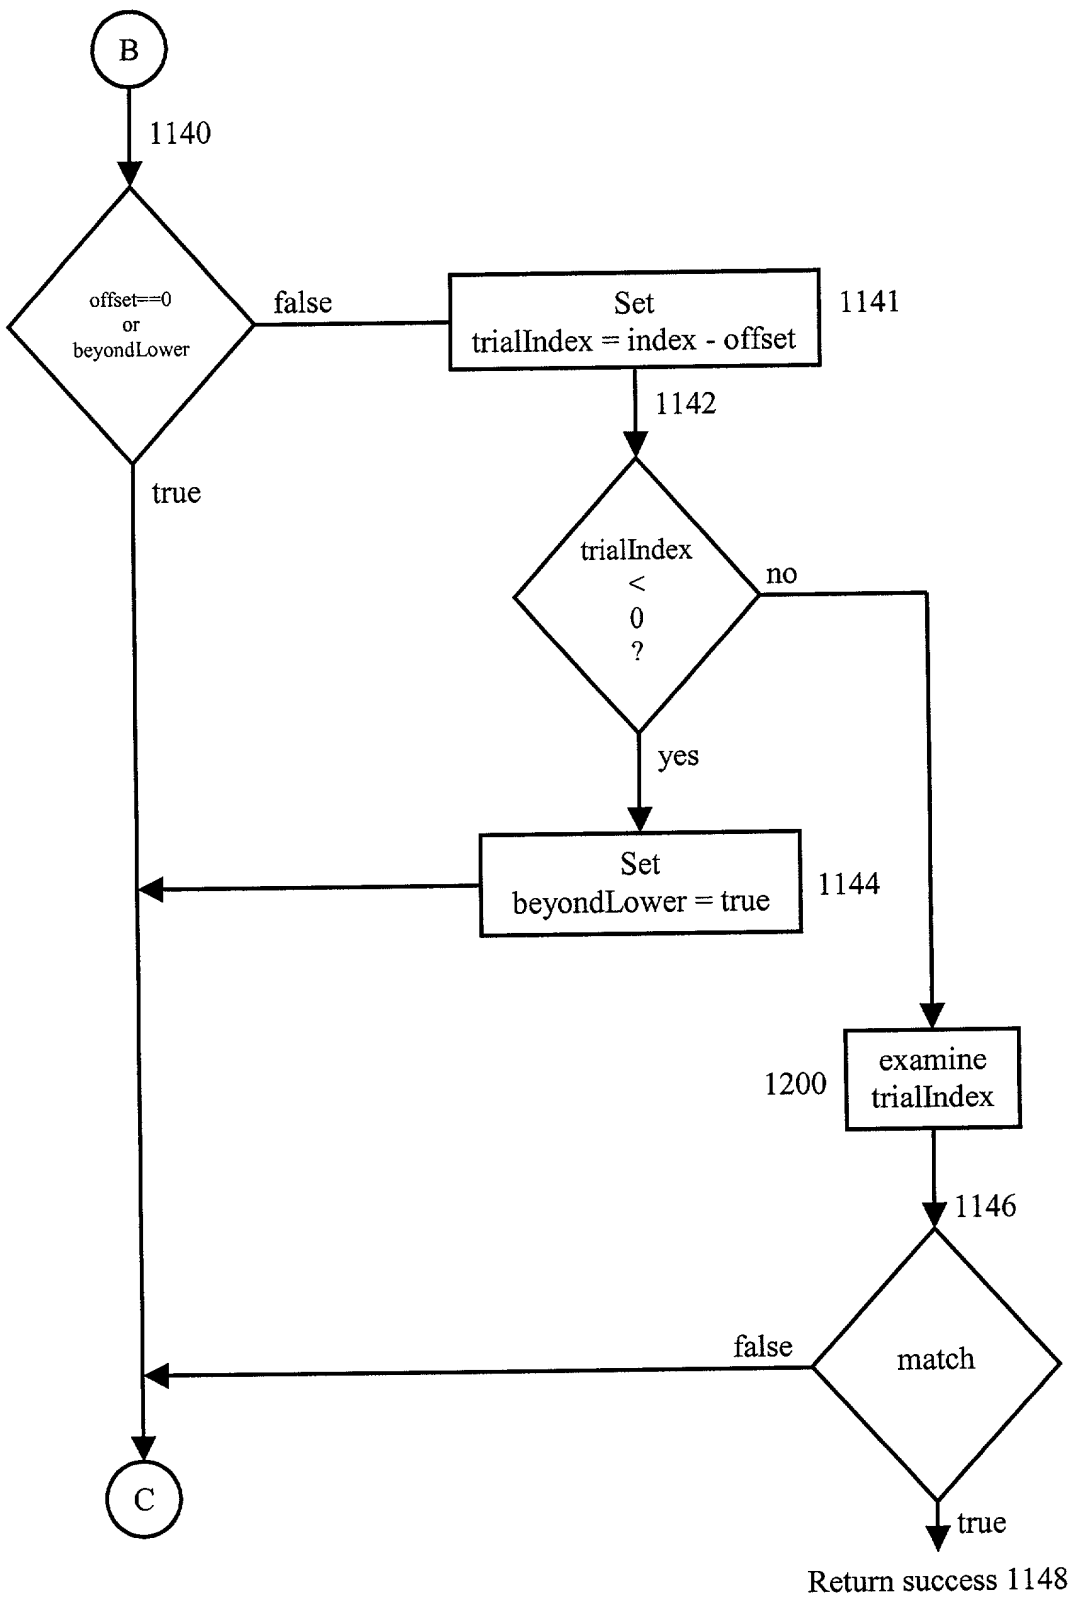 B
1140
offset==0
or
beyondLower
false
Set
trialIndex = index - offset
1141
1142
true
trialIndex
<
0
?
no
yes
Set
beyondLower = true
1144
examine
trialIndex
1200
1146
false
match
C
true
Return success 1148